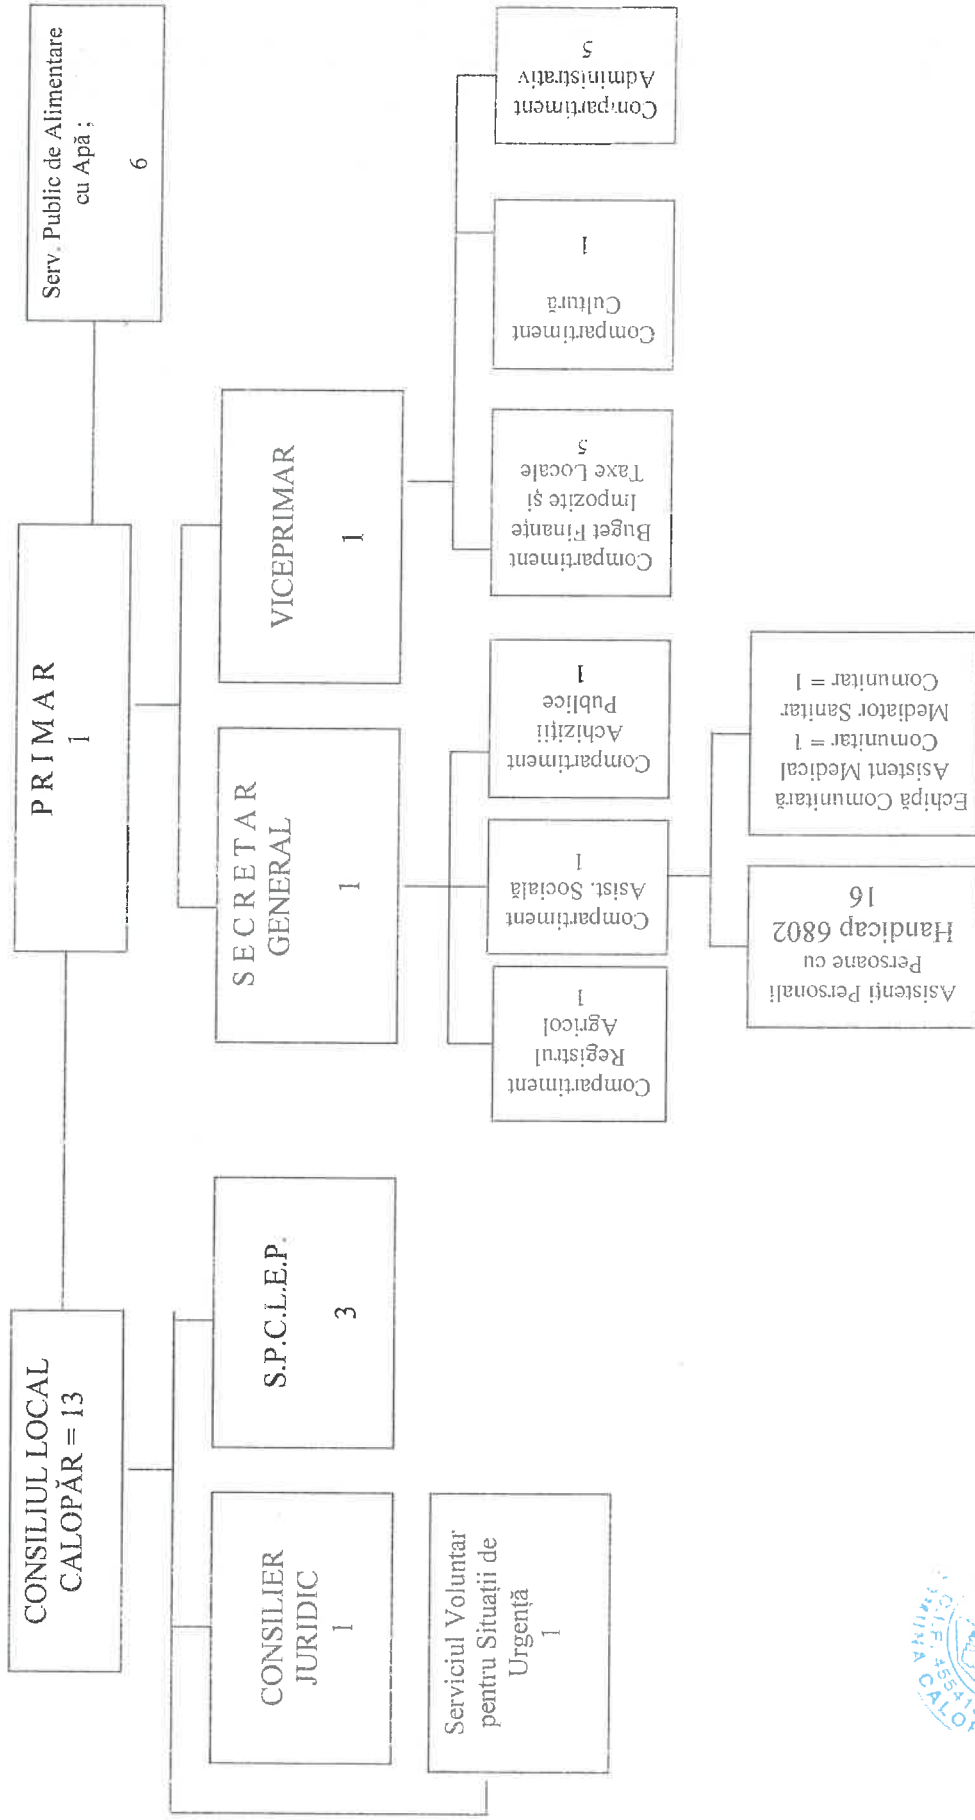 CONSILIUL LOCAL
CALOPĂR = 13
PRIMAR
1
Serv. Public de Alimentare
cu Apă ;
6
CONSILIER
JURIDIC
1
S.P.C.L.E.P.
3
SECRETAR
GENERAL
1
VICEPRIMAR
1
Serviciul Voluntar
pentru Situații de
Urgență
1
Compartiment
Registrul
Agricol
1
Compartiment
Asist. Socială
1
Compartiment
Achiziții
Publice
1
Compartiment
Buget Finanțe
Impozite și
Taxe Locale
5
Compartiment
Cultură
1
Compartiment
Administrativ
5
Asistenți Personali
Persoane cu
Handicap 6802
16
Echipă Comunitară
Asistent Medical
Comunitar = 1
Mediator Sanitar
Comunitar = 1